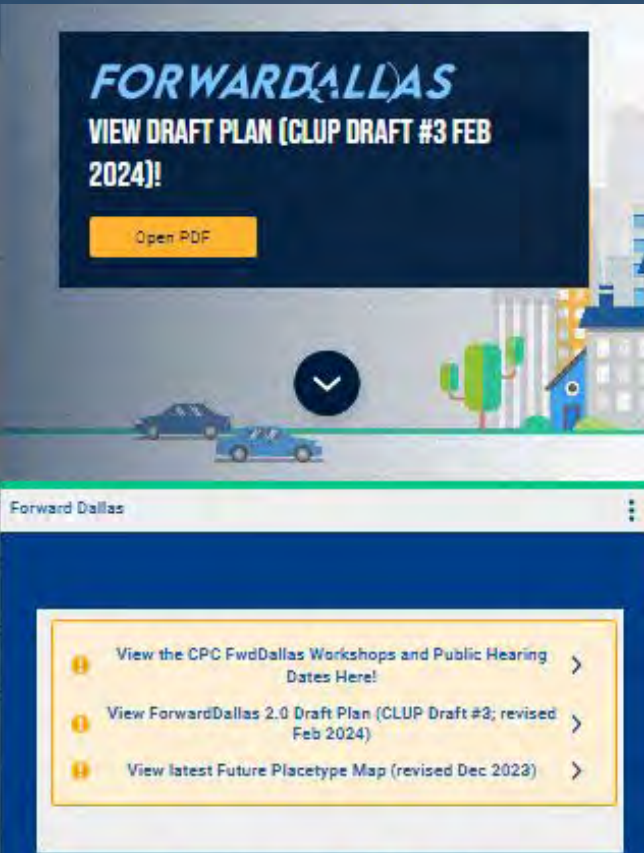 FORWARDALLAS
VIEW DRAFT PLAN (CLUP DRAFT #3 FEB
2024)!
Open PDF
Forward Dallas
View the CPC FwdDallas Workshops and Public Hearing
Dates Here!
View ForwardDallas 2.0 Draft Plan (CLUP Draft #3; revised
Feb 2024)
View latest Future Placetype Map (revised Dec 2023)